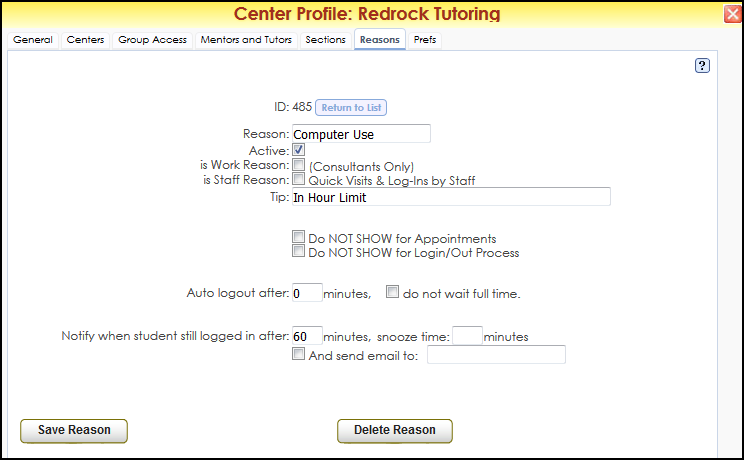 Center Profile: Redrock Tutoring
General Centers Group Access Mentors and Tutors Sections Reasons Prefs
?
ID: 485 Return to List
Reason: Computer Use
Active:
is Work Reason: (Consultants Only)
is Staff Reason: Quick Visits & Log-Ins by Staff
Tip: In Hour Limit
Do NOT SHOW for Appointments
Do NOT SHOW for Login/Out Process
Auto logout after: 0 minutes, do not wait full time.
Notify when student still logged in after: 60 minutes, snooze time: minutes
And send email to:
Save Reason Delete Reason